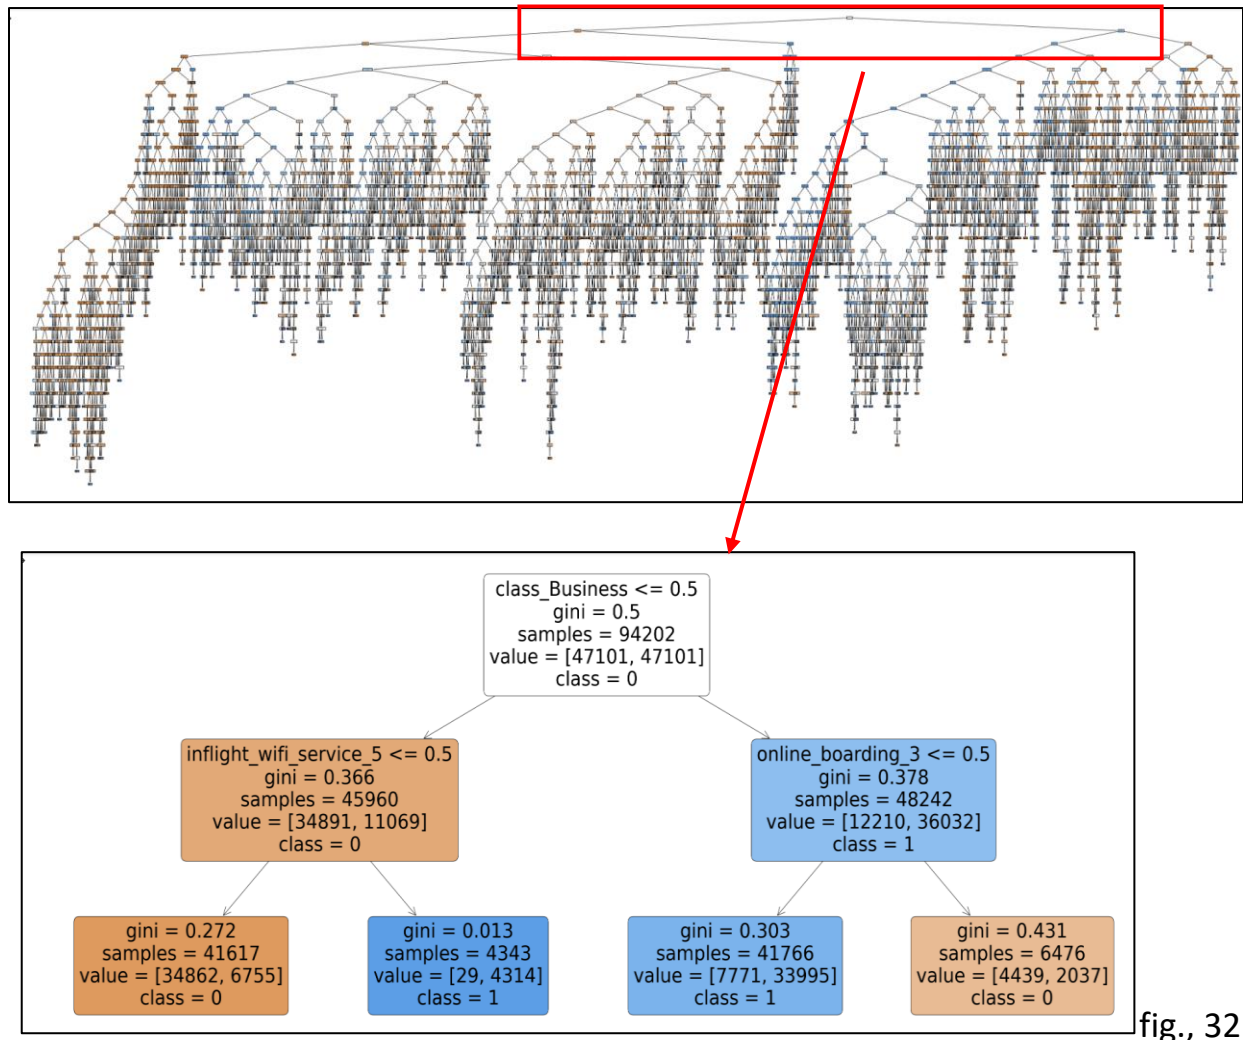 class_Business <= 0.5
gini = 0.5
samples = 94202
value = [47101, 47101]
class = 0
inflight_wifi_service_5 <= 0.5
gini = 0.366
samples = 45960
value = [34891, 11069]
class = 0
online_boarding_3 <= 0.5
gini = 0.378
samples = 48242
value = [12210, 36032]
class = 1
gini = 0.272
samples = 41617
value = [34862, 6755]
class = 0
gini = 0.013
samples = 4343
value = [29, 4314]
class = 1
gini = 0.303
samples = 41766
value = [7771, 33995]
class = 1
gini = 0.431
samples = 6476
value = [4439, 2037]
class = 0
fig., 32